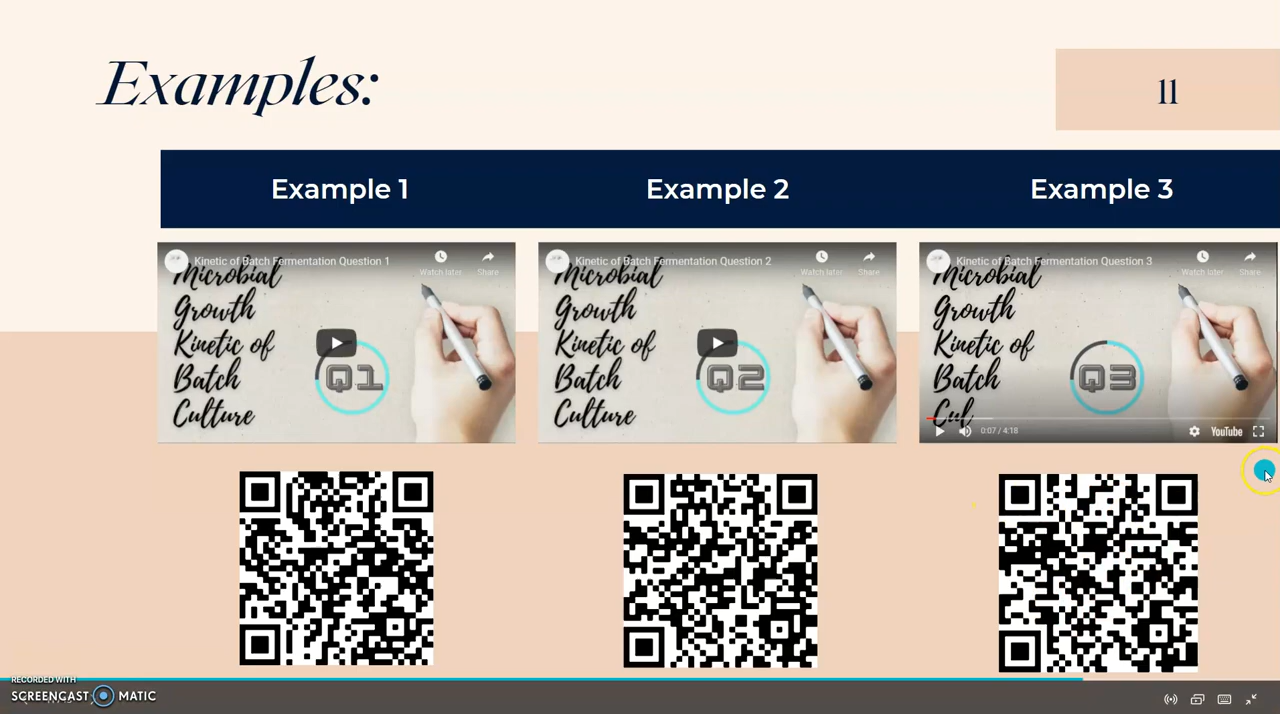 Examples:
11
Example 1
Example 2
Example 3
Kinetic of Batch Fermentation Question 1
Watch later
Share
Microbial
Growth
Kinetic of
Batch
Culture
Q1
Kinetic of Batch Fermentation Question 2
Watch later
Share
Microbial
Growth
Kinetic of
Batch
Culture
Q2
Kinetic of Batch Fermentation Question 3
Watch later
Share
Microbial
Growth
Kinetic of
Batch
Cul
Q3
0:07 / 4:18
YouTube
RECORDED WITH
SCREENCAST MATIC